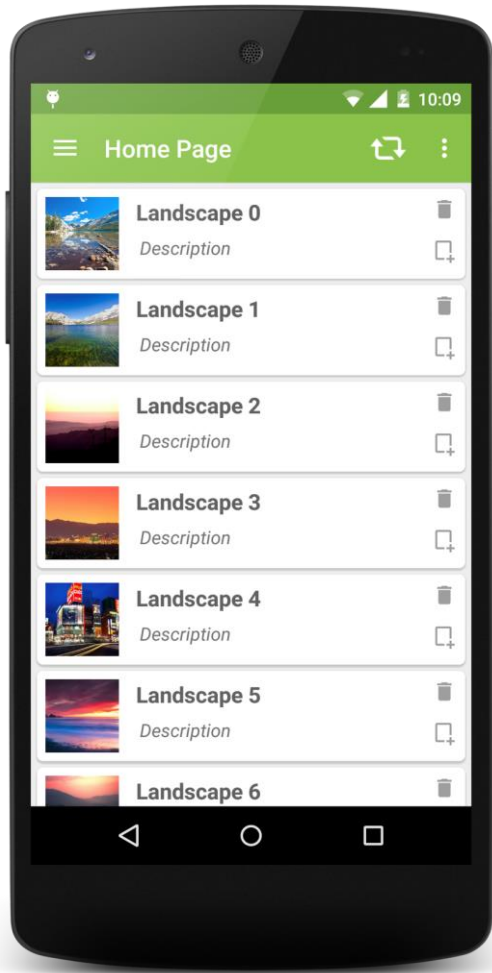 10:09
Home Page
Landscape 0
Description
Landscape 1
Description
Landscape 2
Description
Landscape 3
Description
Landscape 4
Description
Landscape 5
Description
Landscape 6